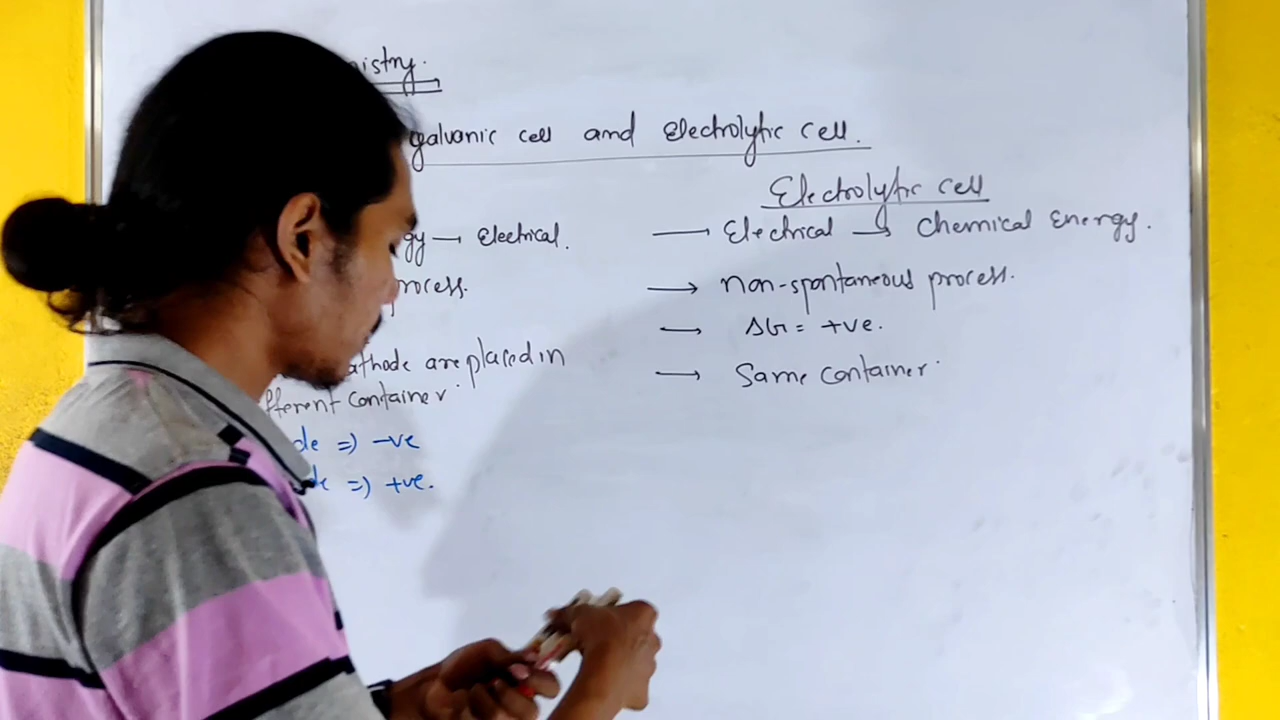 istry.
galvanic cell and Electrolytic cell.
Electrolytic cell
gy → Electrical.
→ Electrical → Chemical Energy.
process.
→ non-spontaneous process.
→ ΔG = +ve.
athode are placed in
fferent container.
→ Same container.
de => -ve
de => +ve.